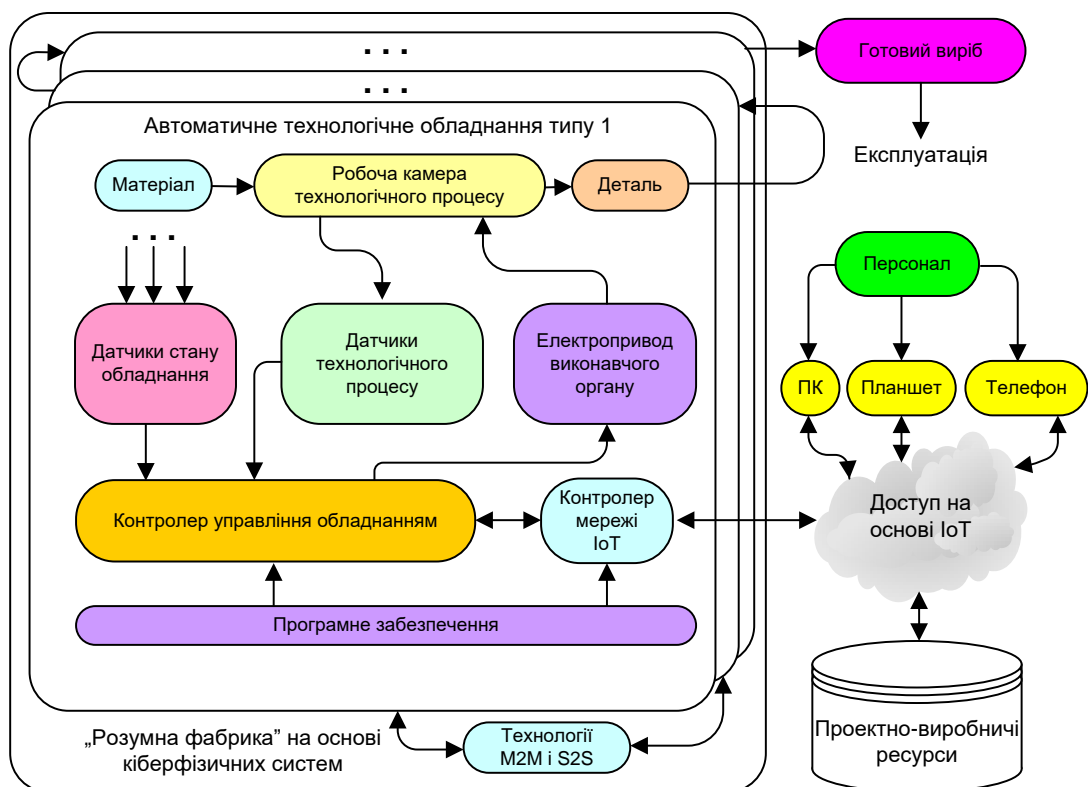 . . .
Готовий виріб
. . .
Автоматичне технологічне обладнання типу 1
Експлуатація
Матеріал
Робоча камера
технологічного процесу
Деталь
. . .
Персонал
Датчики стану
обладнання
Датчики
технологічного
процесу
Електропривод
виконавчого
органу
ПК
Планшет
Телефон
Контролер управління обладнанням
Контролер
мережі
IoT
Доступ на
основі IoT
Програмне забезпечення
„Розумна фабрика” на основі
кіберфізичних систем
Технології
M2M і S2S
Проектно-виробничі
ресурси